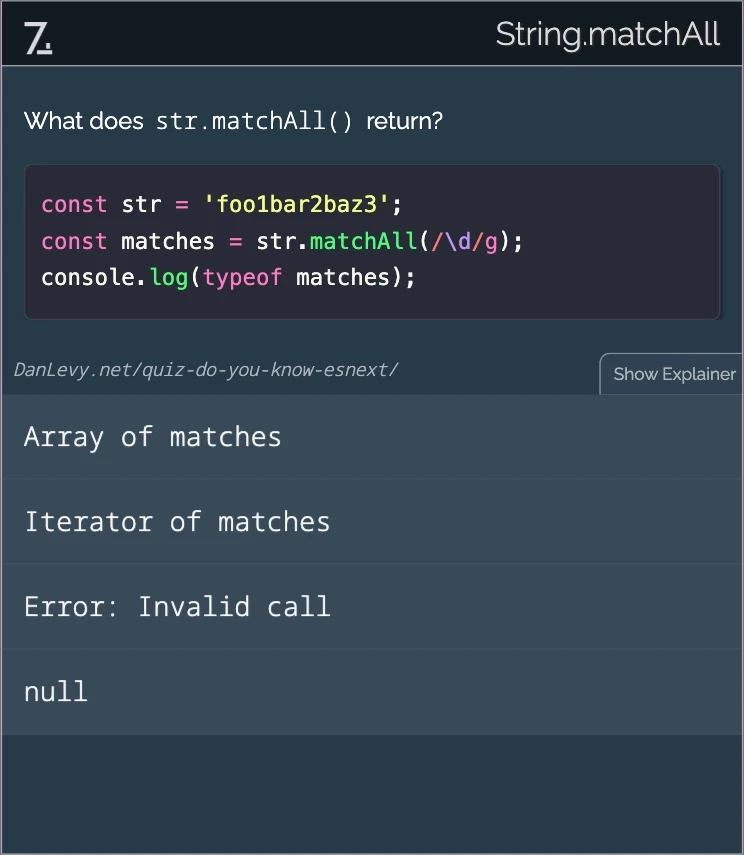 7.
String.matchAll
What does str.matchAll() return?
const str = 'foo1bar2baz3';
const matches = str.matchAll(/\d/g);
console.log(typeof matches);
DanLevy.net/quiz-do-you-know-esnext/
Show Explainer
Array of matches
Iterator of matches
Error: Invalid call
null